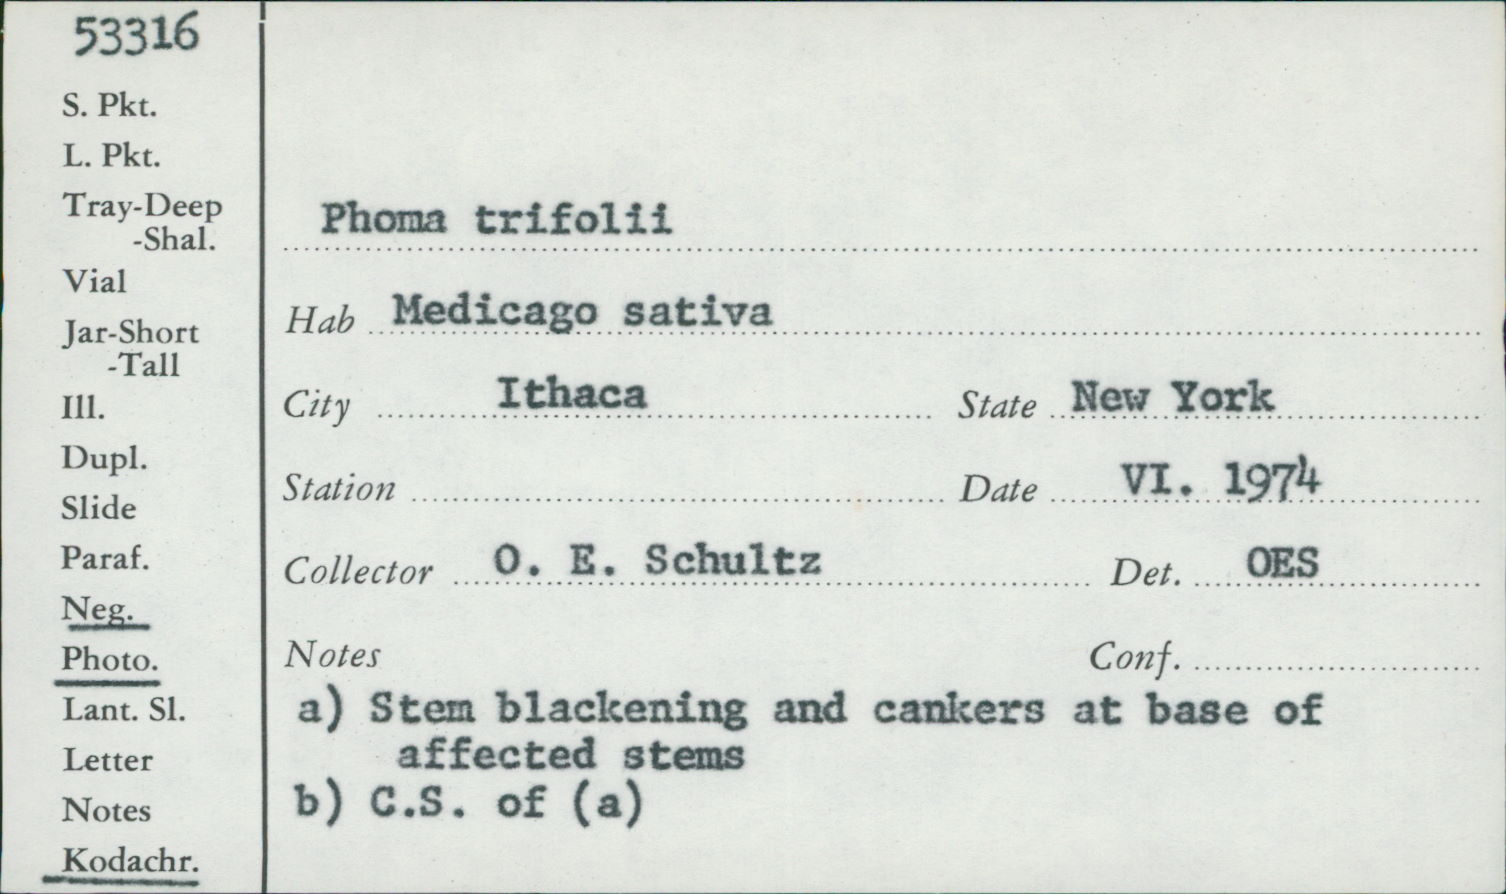 53316
S. Pkt.
L. Pkt.
Tray-Deep
-Shal.
Vial
Jar-Short
-Tall
Ill.
Dupl.
Slide
Paraf.
Neg.
Photo.
Lant. Sl.
Letter
Notes
Kodachr.
Phoma trifolii
Hab Medicago sativa
City Ithaca State New York
Station Date VI. 1974
Collector O. E. Schultz Det. OES
Notes Conf.
a) Stem blackening and cankers at base of
affected stems
b) C.S. of (a)